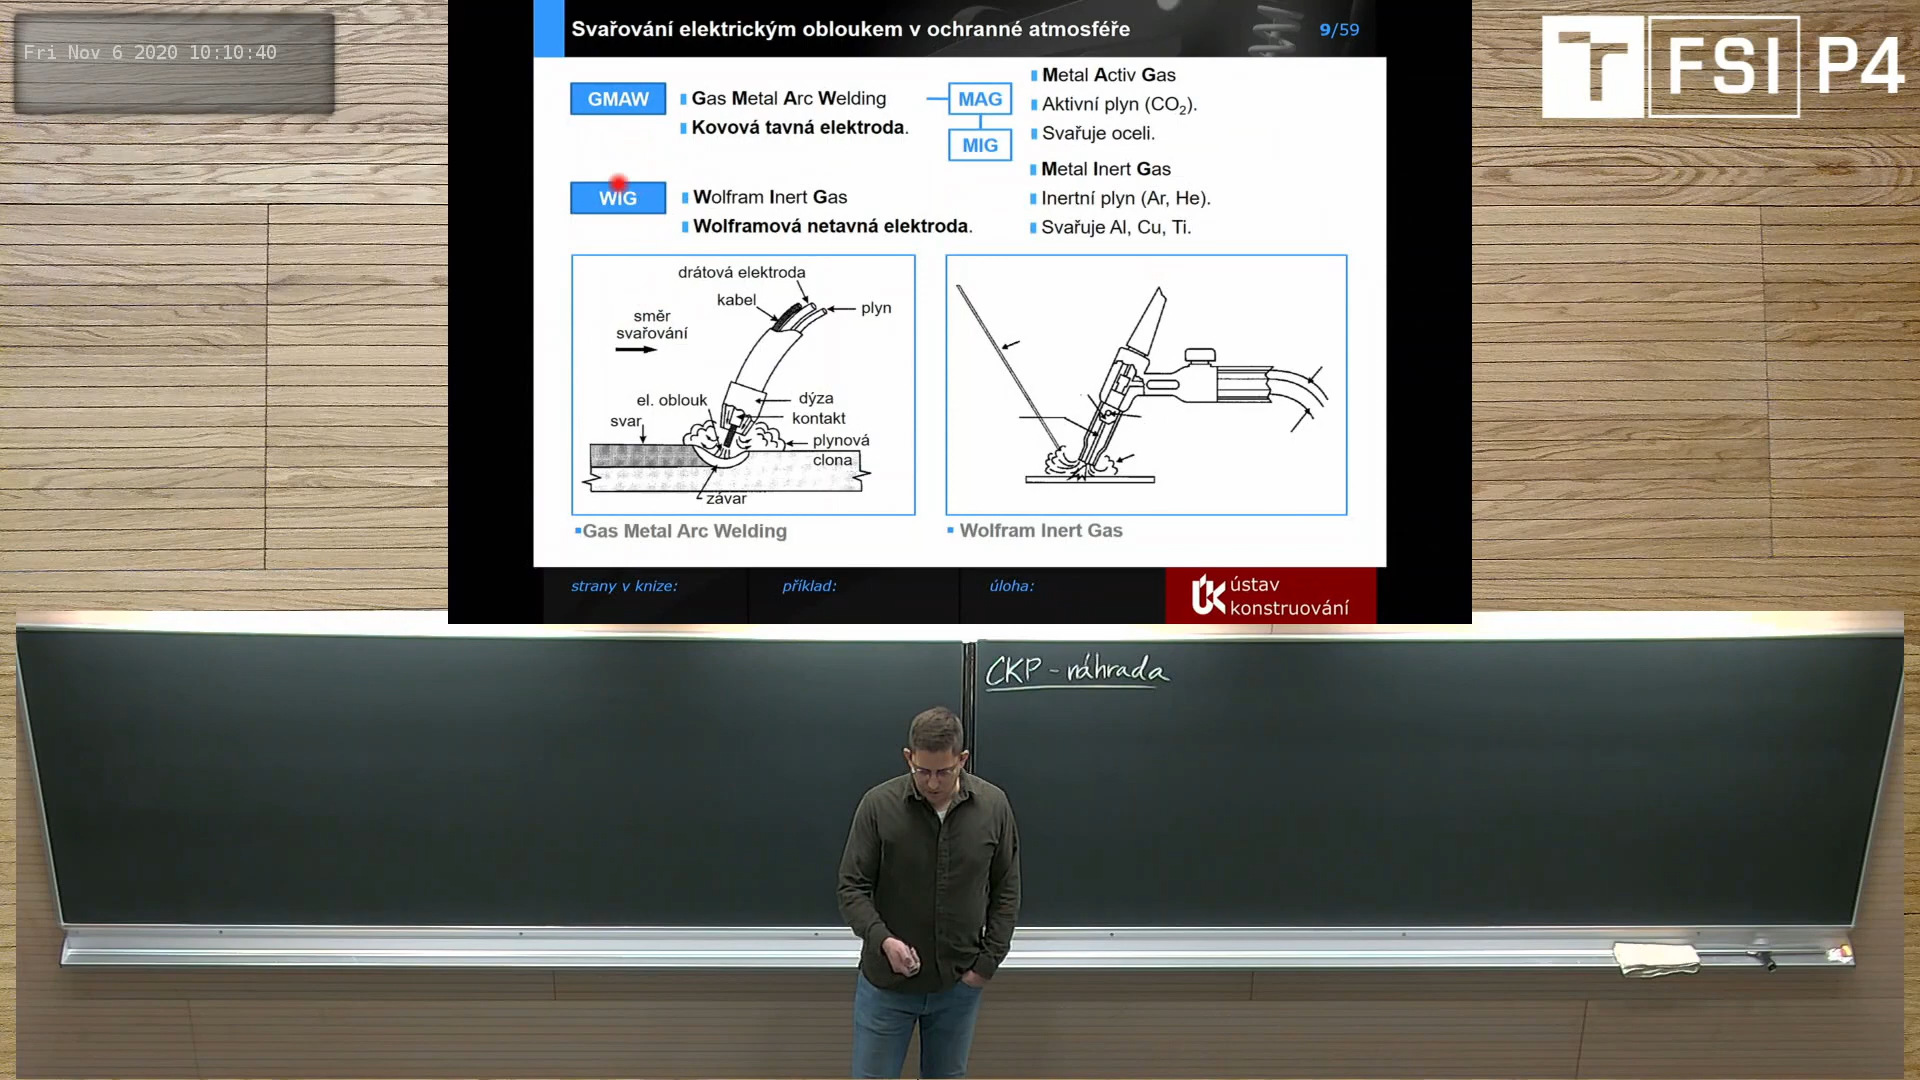 Fri Nov 6 2020 10:10:40
Svařování elektrickým obloukem v ochranné atmosféře
9/59
T FSI P4
GMAW
Gas Metal Arc Welding
Kovová tavná elektroda.
MAG
MIG
Metal Activ Gas
Aktivní plyn (CO2).
Svařuje oceli.
Metal Inert Gas
Inertní plyn (Ar, He).
Svařuje Al, Cu, Ti.
WIG
Wolfram Inert Gas
Wolframová netavná elektroda.
drátová elektroda
kabel
plyn
směr
svařování
el. oblouk
dýza
kontakt
svar
plynová
clona
závar
Gas Metal Arc Welding
Wolfram Inert Gas
strany v knize:
příklad:
úloha:
ústav
konstruování
CKP - náhrada